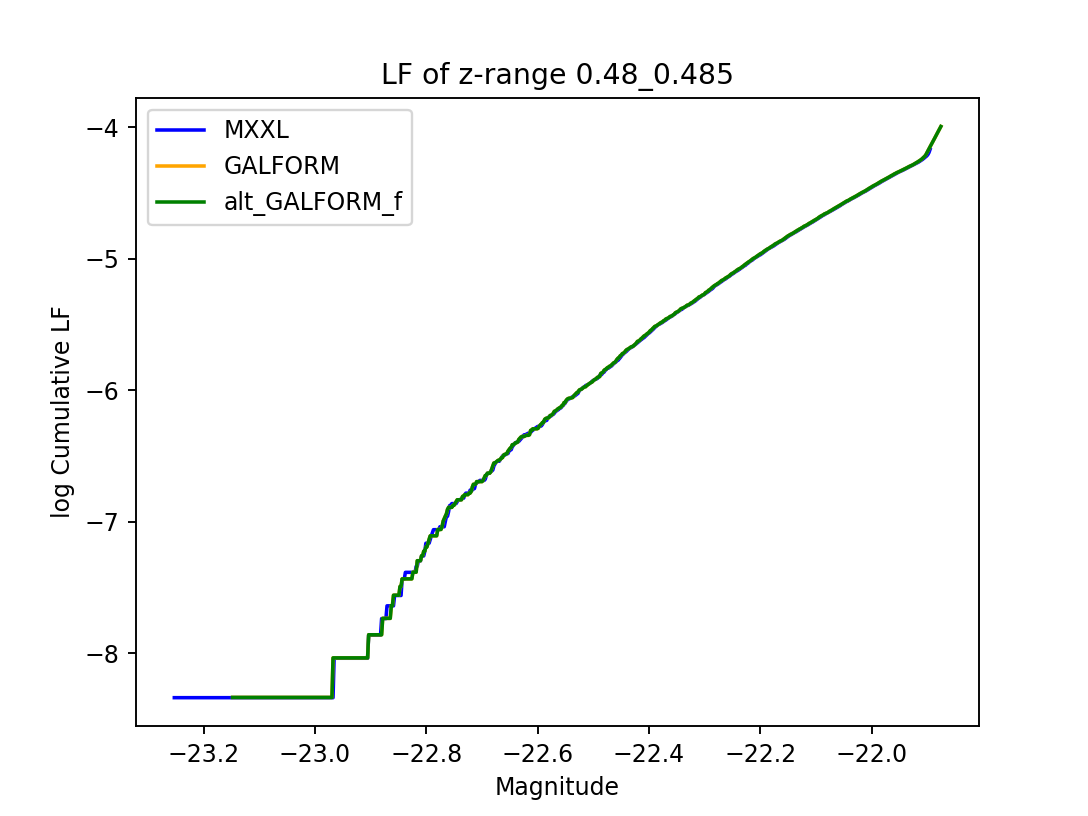 LF of z-range 0.48_0.485
MXXL
GALFORM
alt_GALFORM_f
−4
−5
−6
−7
−8
log Cumulative LF
−23.2
−23.0
−22.8
−22.6
−22.4
−22.2
−22.0
Magnitude